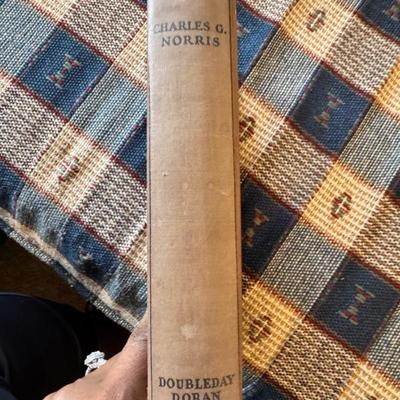 CHARLES G.
NORRIS
DOUBLEDAY
DORAN